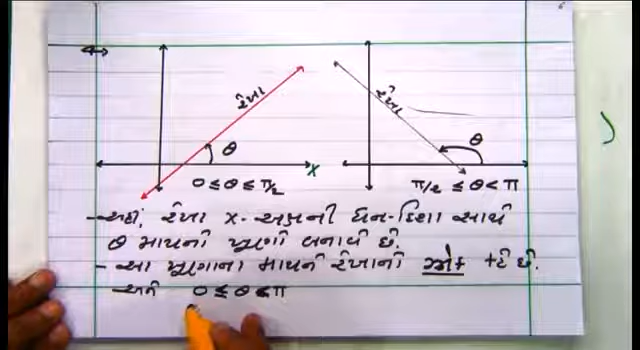 રેખા
θ
x
0 ≤ θ ≤ π/2
રેખા
θ
π/2 ≤ θ < π
- અહીં, રેખા x-અક્ષની ધન-દિશા સાથે
θ માપનો ખૂણો બનાવે છે.
- આ ખૂણાના માપને રેખાનો કહે છે.
અને 0 ≤ θ < π